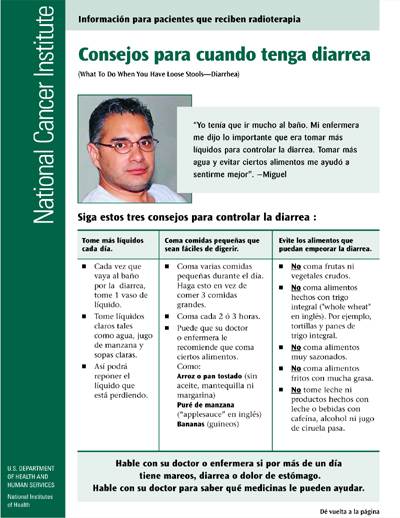 National Cancer Institute
Información para pacientes que reciben radioterapia
Consejos para cuando tenga diarrea
(What To Do When You Have Loose Stools—Diarrhea)
"Yo tenía que ir mucho al baño. Mi enfermera
me dijo lo importante que era tomar más
líquidos para controlar la diarrea. Tomar más
agua y evitar ciertos alimentos me ayudó a
sentirme mejor". —Miguel
Siga estos tres consejos para controlar la diarrea :
Tome más líquidos
cada día.
■ Cada vez que
vaya al baño
por la diarrea,
tome 1 vaso de
líquido.
■ Tome líquidos
claros tales
como agua, jugo
de manzana y
sopas claras.
■ Así podrá
reponer el
líquido que
está perdiendo.
Coma comidas pequeñas que
sean fáciles de digerir.
■ Coma varias comidas
pequeñas durante el día.
Haga esto en vez de
comer 3 comidas
grandes.
■ Coma cada 2 ó 3 horas.
■ Puede que su doctor
o enfermera le
recomiende que coma
ciertos alimentos.
Como:
Arroz o pan tostado (sin
aceite, mantequilla ni
margarina)
Puré de manzana
("applesauce" en inglés)
Bananas (guineos)
Evite los alimentos que
puedan empeorar la diarrea.
■ No coma frutas ni
vegetales crudos.
■ No coma alimentos
hechos con trigo
integral ("whole wheat"
en inglés). Por ejemplo,
tortillas y panes de
trigo integral.
■ No coma alimentos
muy sazonados.
■ No coma alimentos
fritos con mucha grasa.
■ No tome leche ni
productos hechos con
leche o bebidas con
cafeína, alcohol ni jugo
de ciruela pasa.
U.S. DEPARTMENT
OF HEALTH AND
HUMAN SERVICES
National Institutes
of Health
Hable con su doctor o enfermera si por más de un día
tiene mareos, diarrea o dolor de estómago.
Hable con su doctor para saber qué medicinas le pueden ayudar.
Dé vuelta a la página